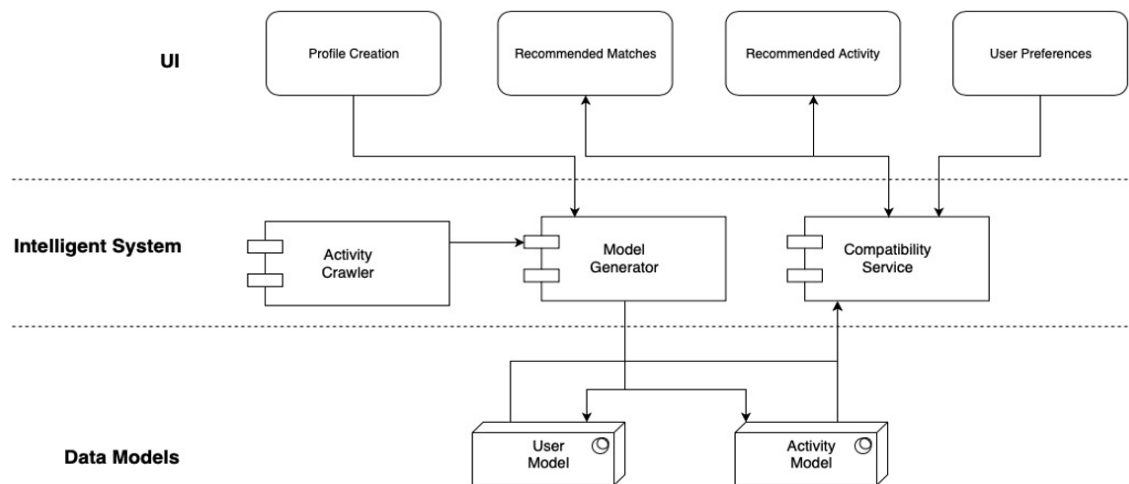 UI
Profile Creation
Recommended Matches
Recommended Activity
User Preferences
Intelligent System
Activity
Crawler
Model
Generator
Compatibility
Service
Data Models
User
Model
Activity
Model